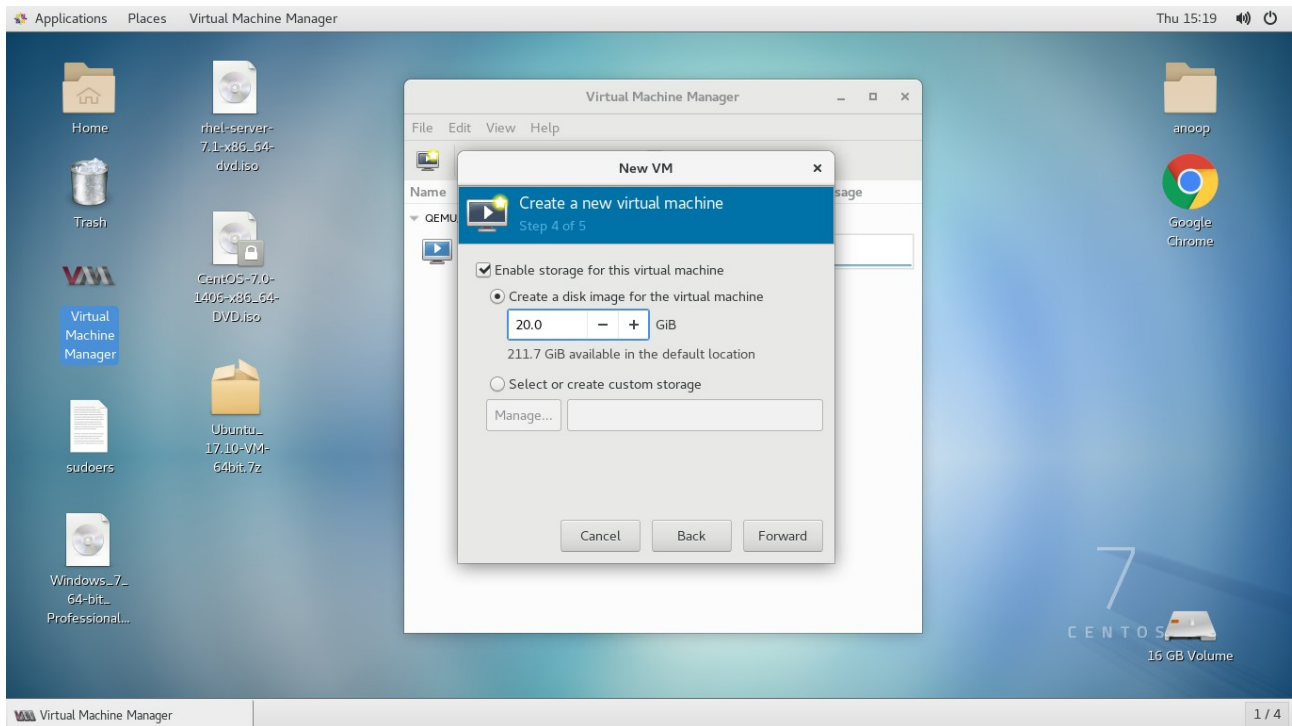 Applications Places Virtual Machine Manager Thu 15:19
Home
rhel-server-
7.1-x86_64-
dvd.iso
Trash
CentOS-7.0-
1406-x86_64-
DVD.iso
Virtual
Machine
Manager
Ubuntu_
17.10-VM-
64bit.7z
sudoers
Windows_7_
64-bit_
Professional...
Virtual Machine Manager
File Edit View Help
Name sage
QEMU
New VM
Create a new virtual machine
Step 4 of 5
Enable storage for this virtual machine
Create a disk image for the virtual machine
20.0 − + GiB
211.7 GiB available in the default location
Select or create custom storage
Manage...
Cancel Back Forward
anoop
Google
Chrome
7
CENTOS
16 GB Volume
Virtual Machine Manager 1 / 4